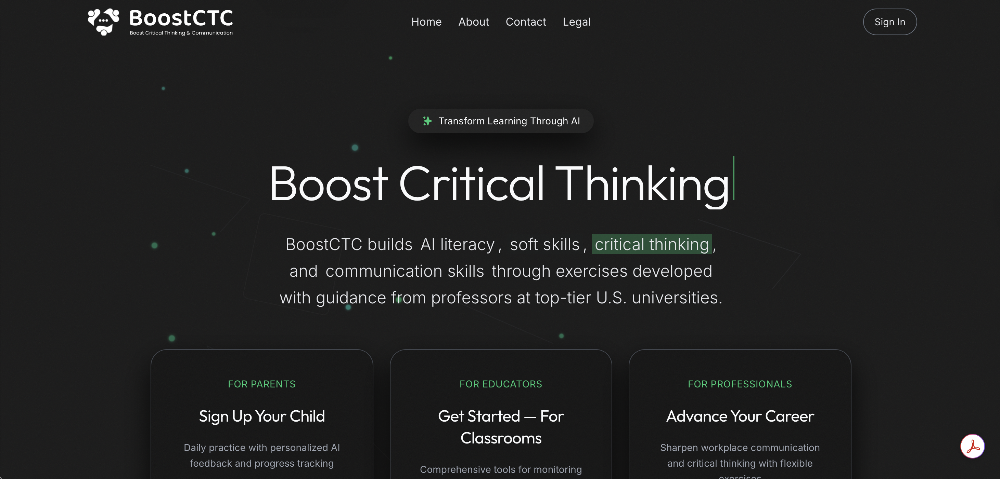 BoostCTC
Boost Critical Thinking & Communication
Home About Contact Legal
Sign In
Transform Learning Through AI
Boost Critical Thinking
BoostCTC builds AI literacy, soft skills, critical thinking,
and communication skills through exercises developed
with guidance from professors at top-tier U.S. universities.
FOR PARENTS
Sign Up Your Child
Daily practice with personalized AI
feedback and progress tracking
FOR EDUCATORS
Get Started — For
Classrooms
Comprehensive tools for monitoring
FOR PROFESSIONALS
Advance Your Career
Sharpen workplace communication
and critical thinking with flexible
exercises